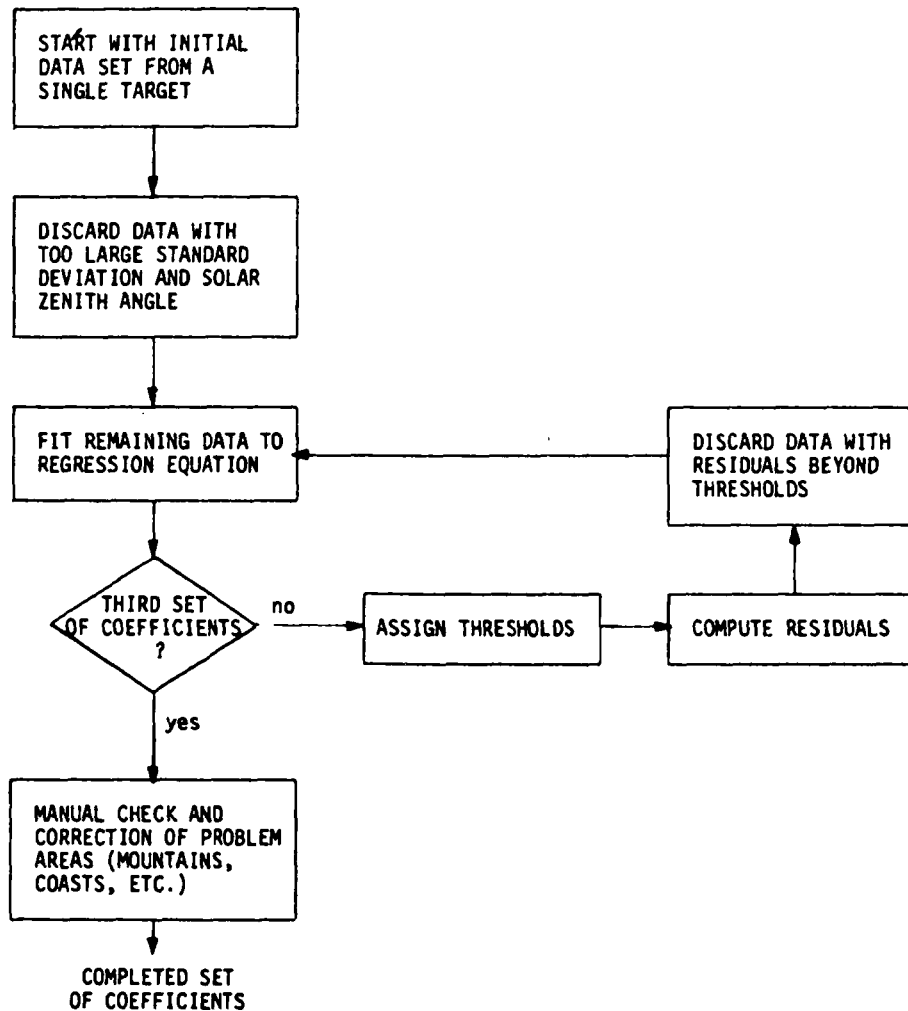 START WITH INITIAL
DATA SET FROM A
SINGLE TARGET
DISCARD DATA WITH
TOO LARGE STANDARD
DEVIATION AND SOLAR
ZENITH ANGLE
FIT REMAINING DATA TO
REGRESSION EQUATION
DISCARD DATA WITH
RESIDUALS BEYOND
THRESHOLDS
THIRD SET
OF COEFFICIENTS
?
no
ASSIGN THRESHOLDS
COMPUTE RESIDUALS
yes
MANUAL CHECK AND
CORRECTION OF PROBLEM
AREAS (MOUNTAINS,
COASTS, ETC.)
COMPLETED SET
OF COEFFICIENTS